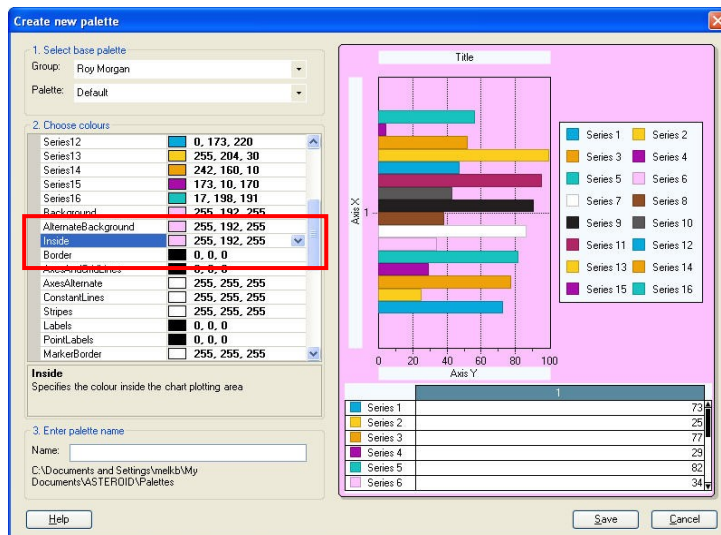 Create new palette
1. Select base palette
Group: Roy Morgan
Palette: Default
2. Choose colours
Series12 0, 173, 220
Series13 255, 204, 30
Series14 242, 160, 10
Series15 173, 10, 170
Series16 17, 198, 191
Background 255, 192, 255
AlternateBackground 255, 192, 255
Inside 255, 192, 255
Border 0, 0, 0
AxesAndGridLines 0, 0, 0
AxesAlternate 255, 255, 255
ConstantLines 255, 255, 255
Stripes 255, 255, 255
Labels 0, 0, 0
PointLabels 0, 0, 0
MarkerBorder 255, 255, 255
Inside
Specifies the colour inside the chart plotting area
3. Enter palette name
Name:
C:\Documents and Settings\melkb\My
Documents\ASTEROID\Palettes
Help
Title
Axis X
1
0 20 40 60 80 100
Axis Y
Series 1 Series 2
Series 3 Series 4
Series 5 Series 6
Series 7 Series 8
Series 9 Series 10
Series 11 Series 12
Series 13 Series 14
Series 15 Series 16
1
Series 1 73
Series 2 25
Series 3 77
Series 4 29
Series 5 82
Series 6 34
Save Cancel